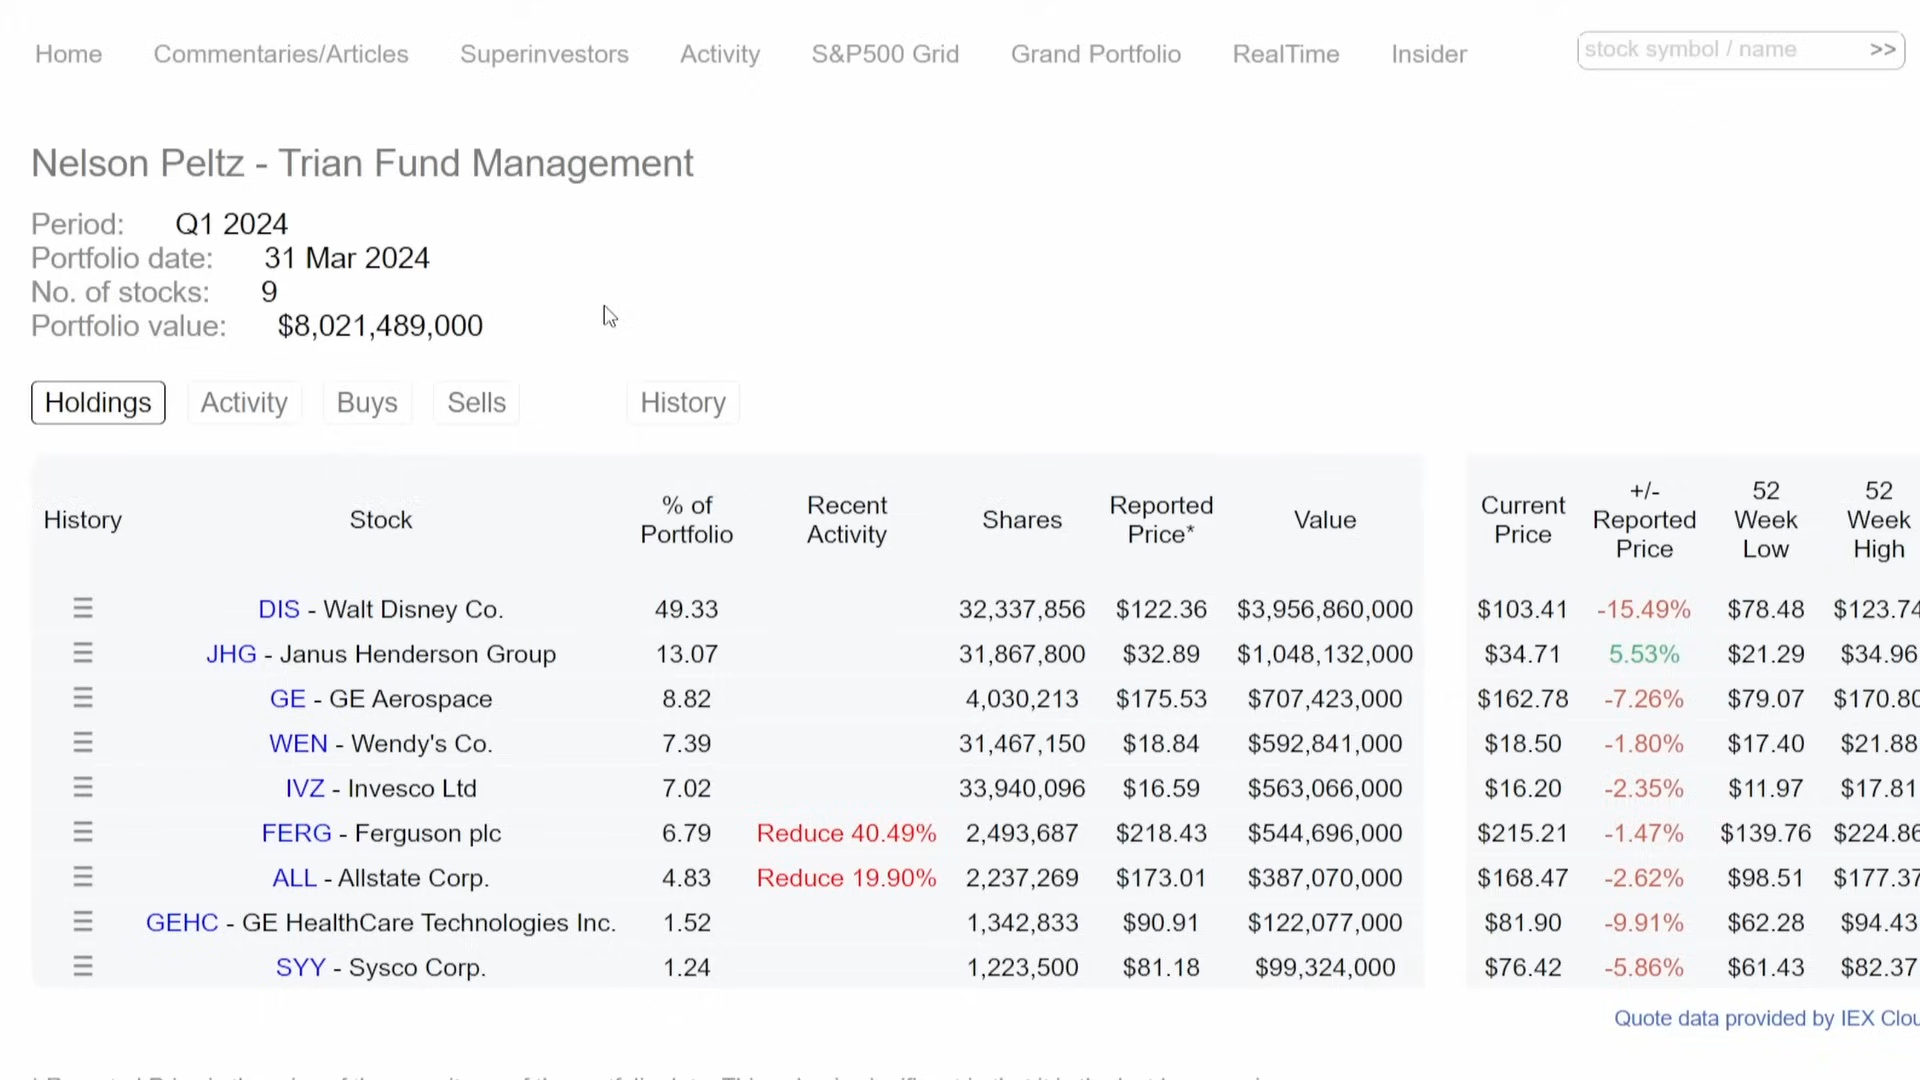 Home Commentaries/Articles Superinvestors Activity S&P500 Grid Grand Portfolio RealTime Insider stock symbol / name >>
Nelson Peltz - Trian Fund Management
Period: Q1 2024
Portfolio date: 31 Mar 2024
No. of stocks: 9
Portfolio value: $8,021,489,000
Holdings Activity Buys Sells History
History Stock % of Portfolio Recent Activity Shares Reported Price* Value Current Price +/- Reported Price 52 Week Low 52 Week High
DIS - Walt Disney Co. 49.33 32,337,856 $122.36 $3,956,860,000 $103.41 -15.49% $78.48 $123.74
JHG - Janus Henderson Group 13.07 31,867,800 $32.89 $1,048,132,000 $34.71 5.53% $21.29 $34.96
GE - GE Aerospace 8.82 4,030,213 $175.53 $707,423,000 $162.78 -7.26% $79.07 $170.80
WEN - Wendy's Co. 7.39 31,467,150 $18.84 $592,841,000 $18.50 -1.80% $17.40 $21.88
IVZ - Invesco Ltd 7.02 33,940,096 $16.59 $563,066,000 $16.20 -2.35% $11.97 $17.81
FERG - Ferguson plc 6.79 Reduce 40.49% 2,493,687 $218.43 $544,696,000 $215.21 -1.47% $139.76 $224.86
ALL - Allstate Corp. 4.83 Reduce 19.90% 2,237,269 $173.01 $387,070,000 $168.47 -2.62% $98.51 $177.37
GEHC - GE HealthCare Technologies Inc. 1.52 1,342,833 $90.91 $122,077,000 $81.90 -9.91% $62.28 $94.43
SYY - Sysco Corp. 1.24 1,223,500 $81.18 $99,324,000 $76.42 -5.86% $61.43 $82.37
Quote data provided by IEX Clou